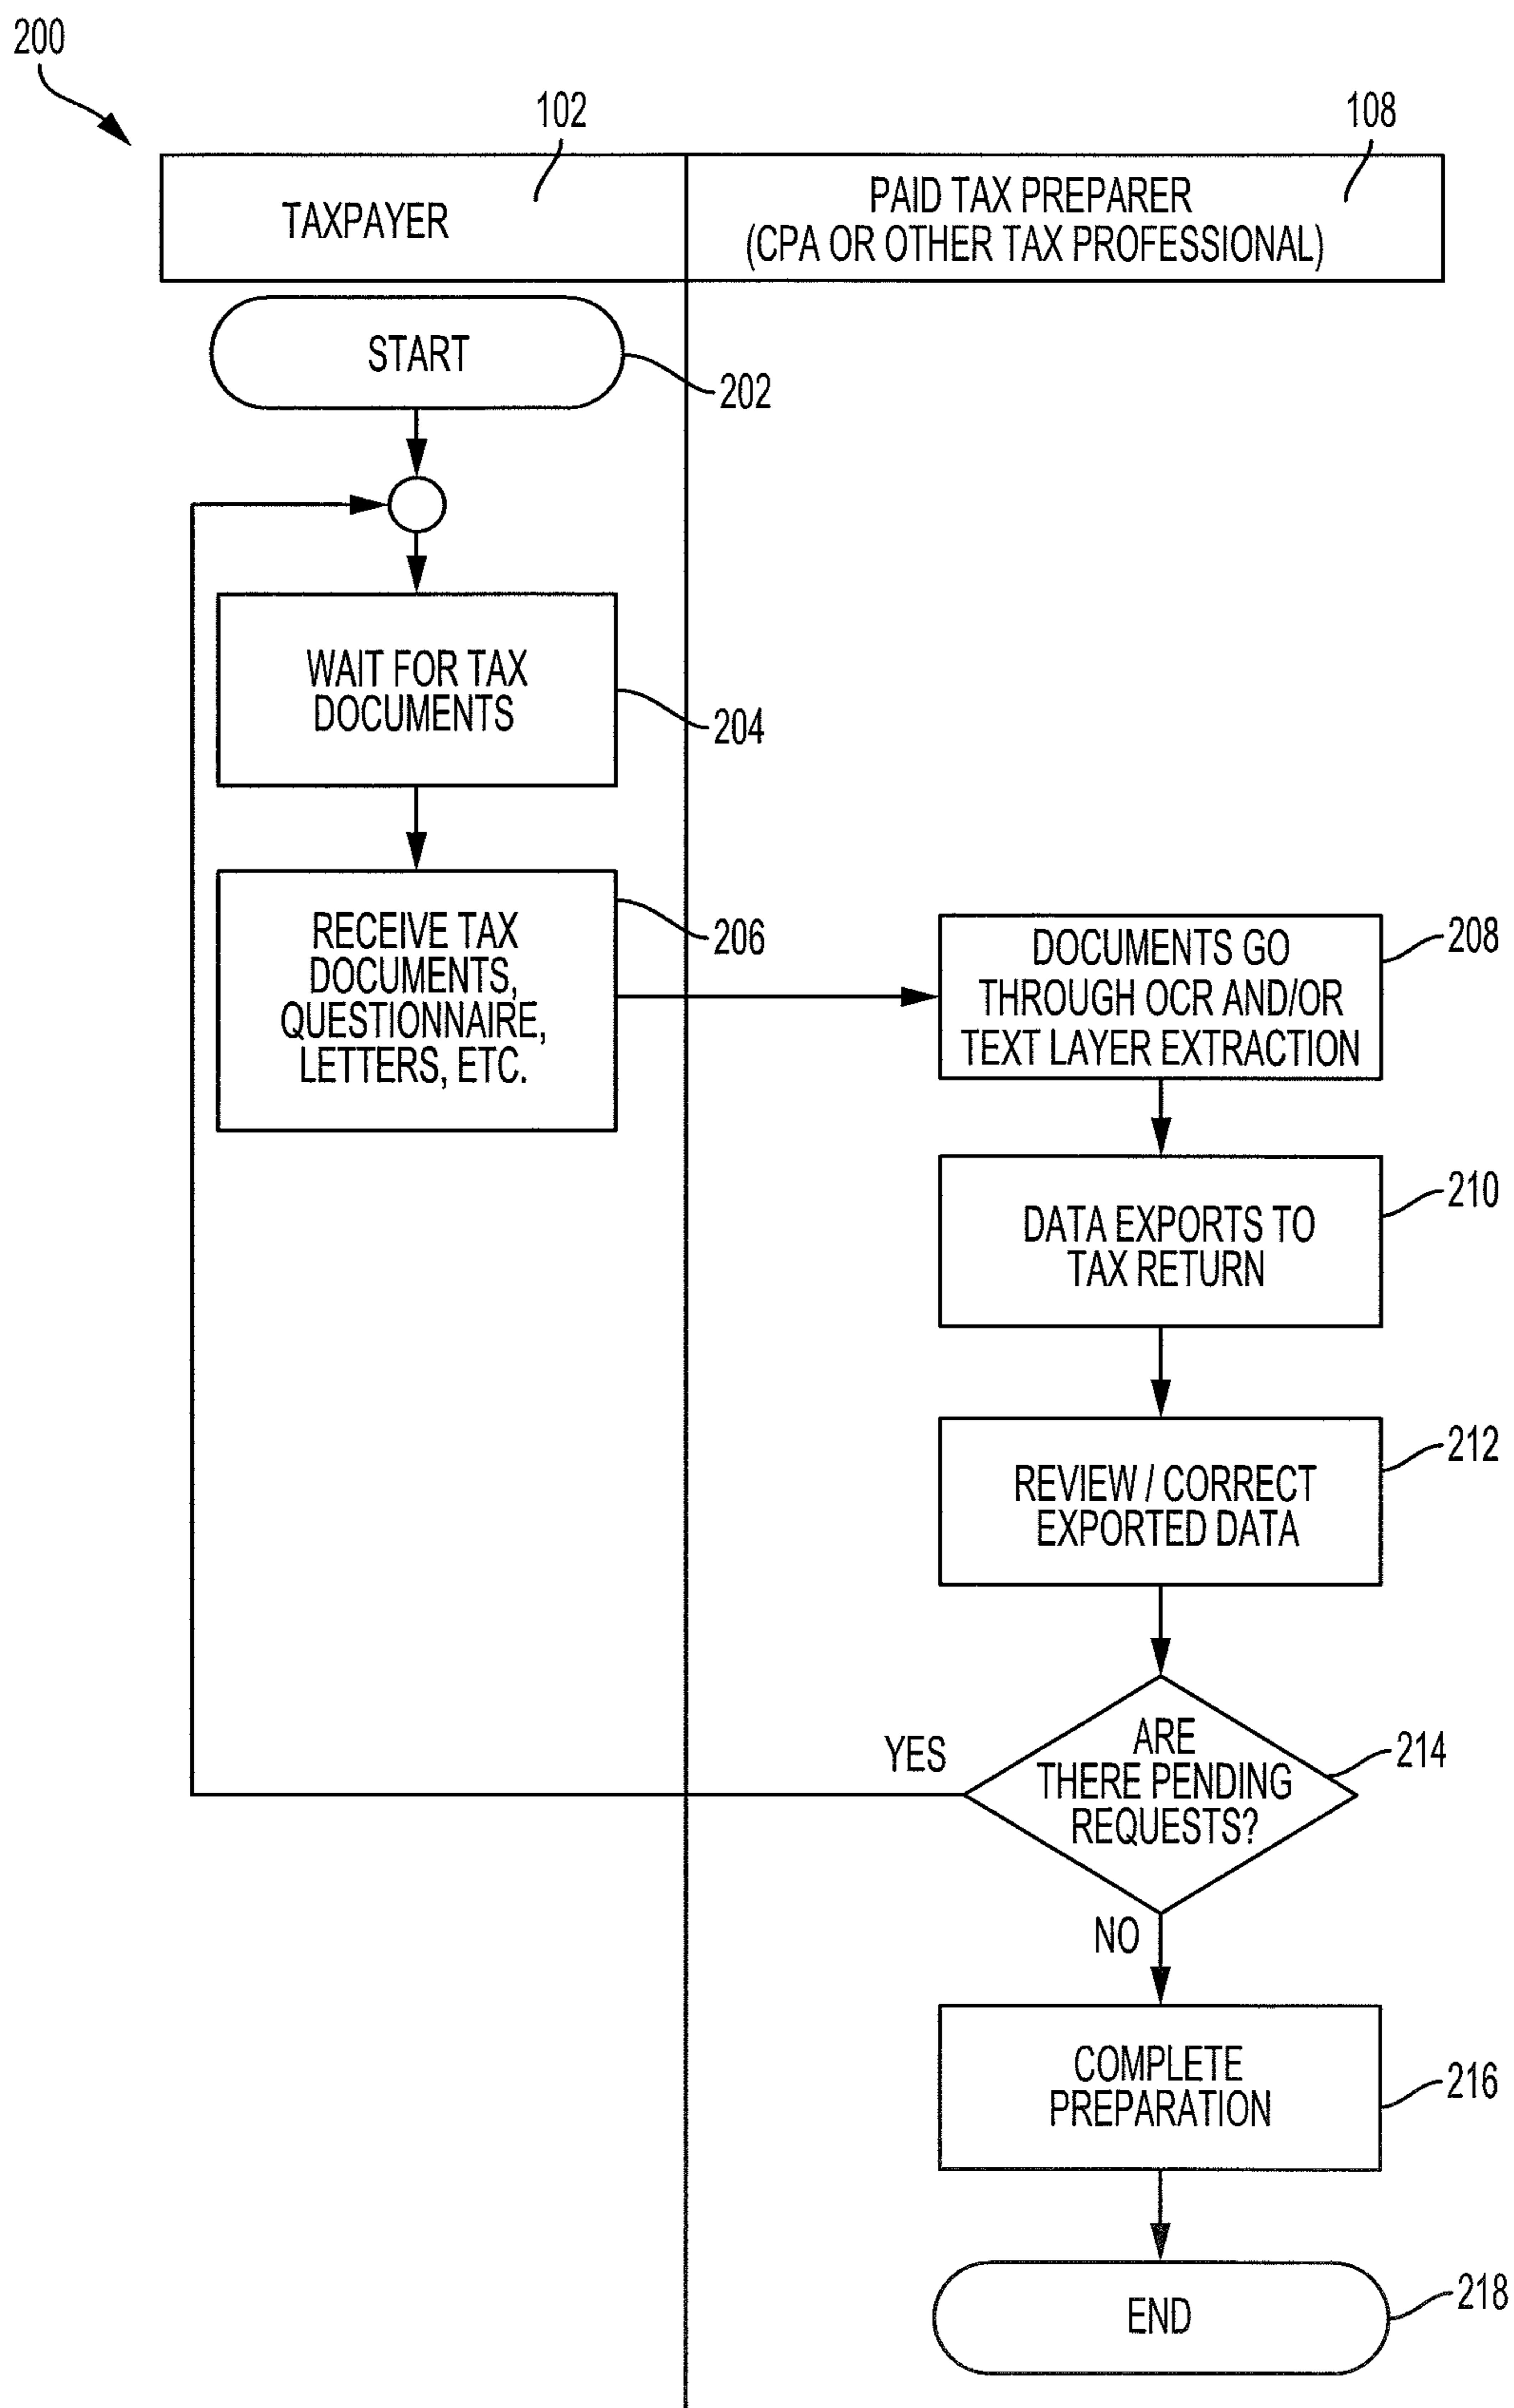 200
102
108
TAXPAYER
PAID TAX PREPARER
(CPA OR OTHER TAX PROFESSIONAL)
START
202
WAIT FOR TAX
DOCUMENTS
204
RECEIVE TAX
DOCUMENTS,
QUESTIONNAIRE,
LETTERS, ETC.
206
DOCUMENTS GO
THROUGH OCR AND/OR
TEXT LAYER EXTRACTION
208
DATA EXPORTS TO
TAX RETURN
210
REVIEW / CORRECT
EXPORTED DATA
212
ARE
THERE PENDING
REQUESTS?
214
YES
NO
COMPLETE
PREPARATION
216
END
218